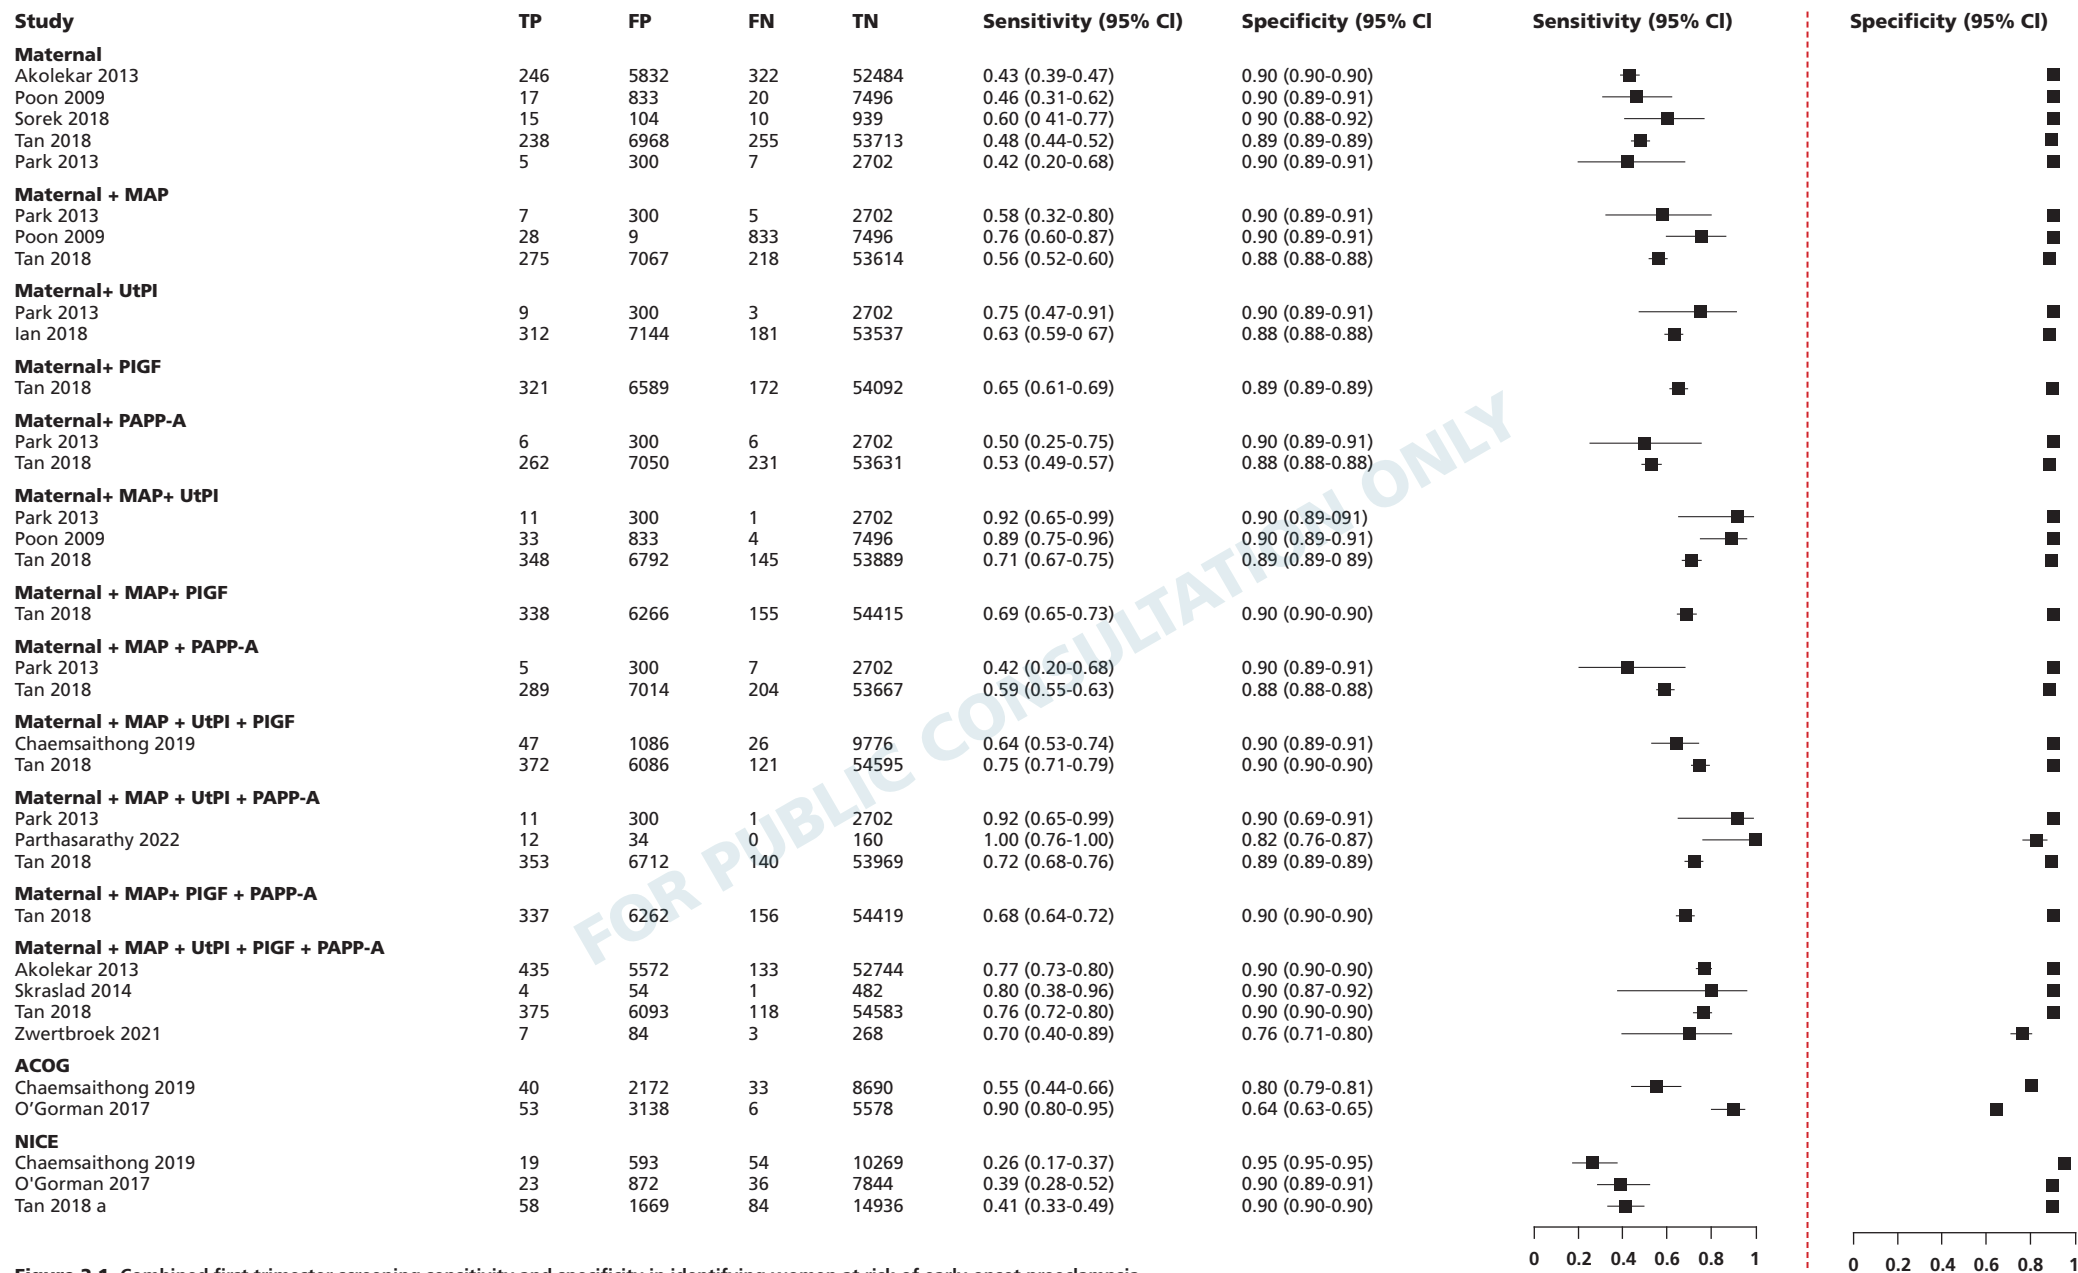 Study TP FP FN TN Sensitivity (95% Cl) Specificity (95% Cl Sensitivity (95% Cl) Specificity (95% Cl)
Maternal
Akolekar 2013 246 5832 322 52484 0.43 (0.39-0.47) 0.90 (0.90-0.90)
Poon 2009 17 833 20 7496 0.46 (0.31-0.62) 0.90 (0.89-0.91)
Sorek 2018 15 104 10 939 0.60 (0 41-0.77) 0 90 (0.88-0.92)
Tan 2018 238 6968 255 53713 0.48 (0.44-0.52) 0.89 (0.89-0.89)
Park 2013 5 300 7 2702 0.42 (0.20-0.68) 0.90 (0.89-0.91)
Maternal + MAP
Park 2013 7 300 5 2702 0.58 (0.32-0.80) 0.90 (0.89-0.91)
Poon 2009 28 9 833 7496 0.76 (0.60-0.87) 0.90 (0.89-0.91)
Tan 2018 275 7067 218 53614 0.56 (0.52-0.60) 0.88 (0.88-0.88)
Maternal+ UtPI
Park 2013 9 300 3 2702 0.75 (0.47-0.91) 0.90 (0.89-0.91)
Ian 2018 312 7144 181 53537 0.63 (0.59-0 67) 0.88 (0.88-0.88)
Maternal+ PIGF
Tan 2018 321 6589 172 54092 0.65 (0.61-0.69) 0.89 (0.89-0.89)
Maternal+ PAPP-A
Park 2013 6 300 6 2702 0.50 (0.25-0.75) 0.90 (0.89-0.91)
Tan 2018 262 7050 231 53631 0.53 (0.49-0.57) 0.88 (0.88-0.88)
Maternal+ MAP+ UtPI
Park 2013 11 300 1 2702 0.92 (0.65-0.99) 0.90 (0.89-091)
Poon 2009 33 833 4 7496 0.89 (0.75-0.96) 0.90 (0.89-0.91)
Tan 2018 348 6792 145 53889 0.71 (0.67-0.75) 0.89 (0.89-0 89)
Maternal + MAP+ PIGF
Tan 2018 338 6266 155 54415 0.69 (0.65-0.73) 0.90 (0.90-0.90)
Maternal + MAP + PAPP-A
Park 2013 5 300 7 2702 0.42 (0.20-0.68) 0.90 (0.89-0.91)
Tan 2018 289 7014 204 53667 0.59 (0.55-0.63) 0.88 (0.88-0.88)
Maternal + MAP + UtPI + PIGF
Chaemsaithong 2019 47 1086 26 9776 0.64 (0.53-0.74) 0.90 (0.89-0.91)
Tan 2018 372 6086 121 54595 0.75 (0.71-0.79) 0.90 (0.90-0.90)
Maternal + MAP + UtPI + PAPP-A
Park 2013 11 300 1 2702 0.92 (0.65-0.99) 0.90 (0.69-0.91)
Parthasarathy 2022 12 34 0 160 1.00 (0.76-1.00) 0.82 (0.76-0.87)
Tan 2018 353 6712 140 53969 0.72 (0.68-0.76) 0.89 (0.89-0.89)
Maternal + MAP+ PIGF + PAPP-A
Tan 2018 337 6262 156 54419 0.68 (0.64-0.72) 0.90 (0.90-0.90)
Maternal + MAP + UtPI + PIGF + PAPP-A
Akolekar 2013 435 5572 133 52744 0.77 (0.73-0.80) 0.90 (0.90-0.90)
Skraslad 2014 4 54 1 482 0.80 (0.38-0.96) 0.90 (0.87-0.92)
Tan 2018 375 6093 118 54583 0.76 (0.72-0.80) 0.90 (0.90-0.90)
Zwertbroek 2021 7 84 3 268 0.70 (0.40-0.89) 0.76 (0.71-0.80)
ACOG
Chaemsaithong 2019 40 2172 33 8690 0.55 (0.44-0.66) 0.80 (0.79-0.81)
O’Gorman 2017 53 3138 6 5578 0.90 (0.80-0.95) 0.64 (0.63-0.65)
NICE
Chaemsaithong 2019 19 593 54 10269 0.26 (0.17-0.37) 0.95 (0.95-0.95)
O'Gorman 2017 23 872 36 7844 0.39 (0.28-0.52) 0.90 (0.89-0.91)
Tan 2018 a 58 1669 84 14936 0.41 (0.33-0.49) 0.90 (0.90-0.90)
0 0.2 0.4 0.6 0.8 1 0 0.2 0.4 0.6 0.8 1
FOR PUBLIC CONSULTATION ONLY
Combined first trimester screening sensitivity and specificity in identifying women at risk of early onset preeclampsia